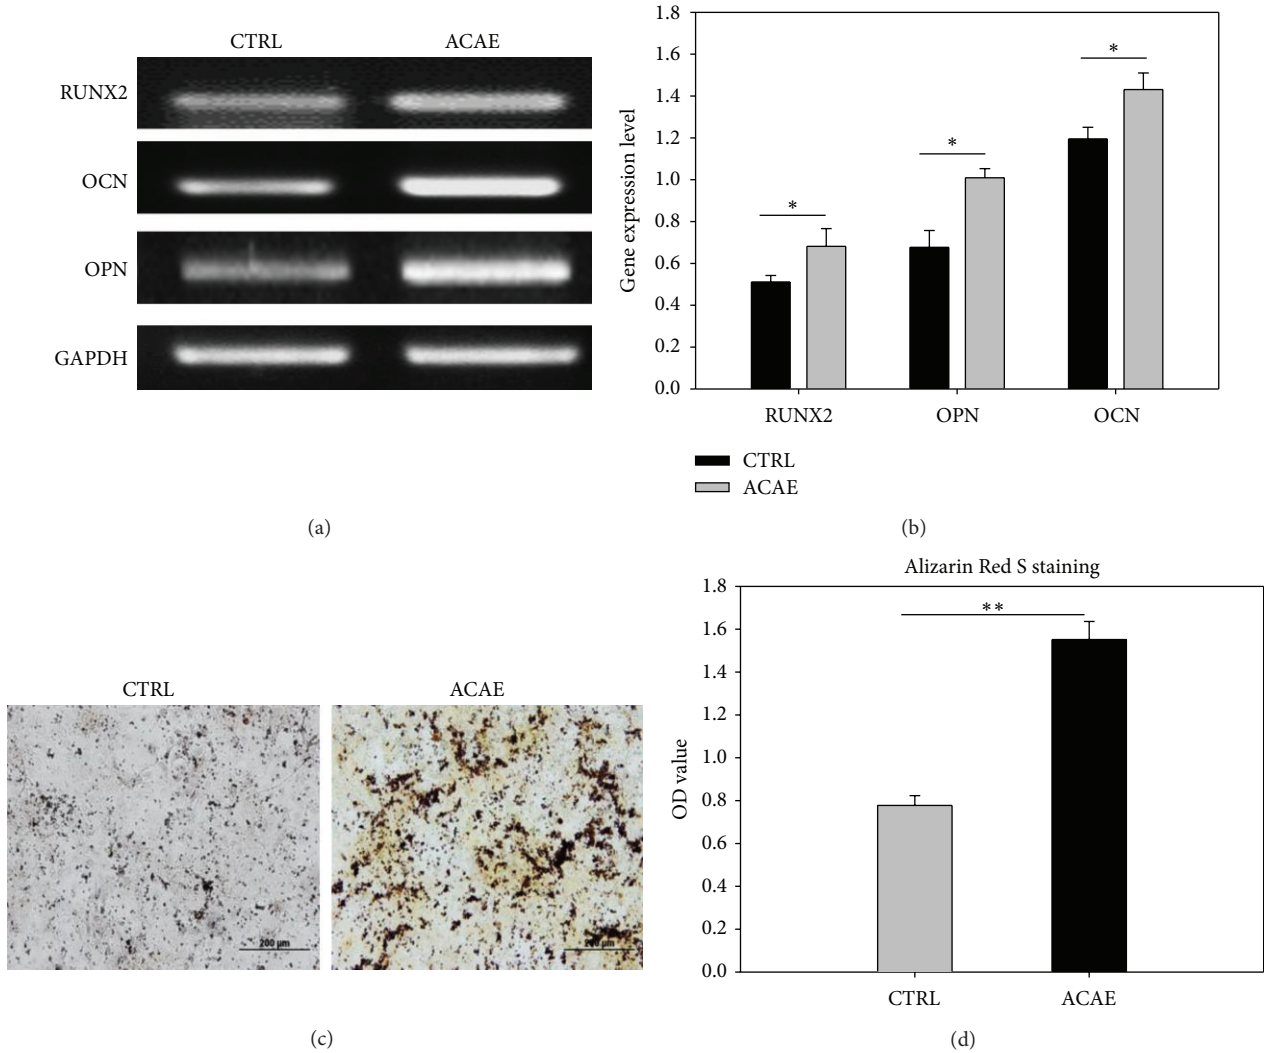 CTRL ACAE
RUNX2
OCN
OPN
GAPDH
(a)
1.8
1.6
1.4
1.2
1.0
0.8
0.6
0.4
0.2
0.0
Gene expression level
*
*
*
RUNX2 OPN OCN
CTRL
ACAE
(b)
CTRL ACAE
200 μm
(c)
Alizarin Red S staining
1.8
1.6
1.4
1.2
1.0
0.8
0.6
0.4
0.2
0.0
OD value
**
CTRL ACAE
(d)